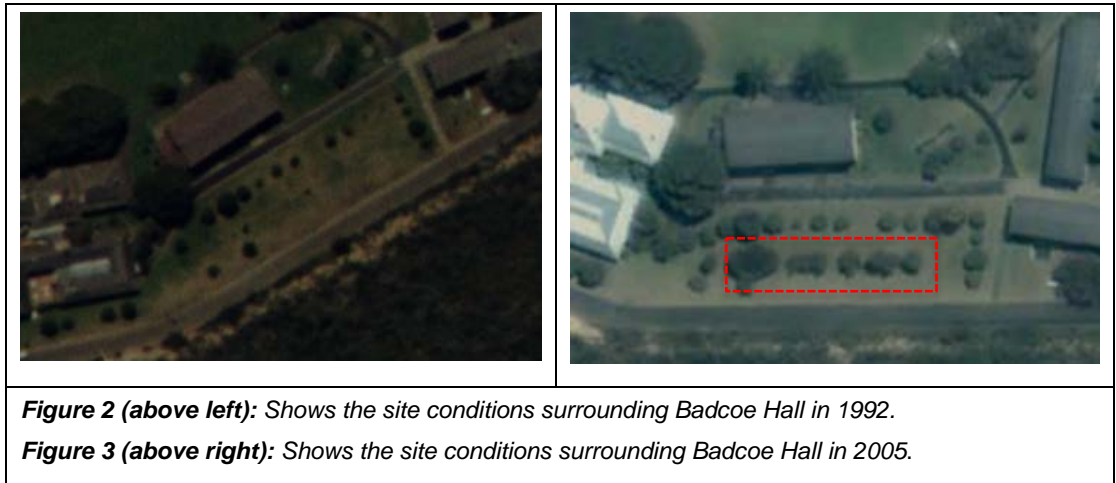 Figure 2 (above left): Shows the site conditions surrounding Badcoe Hall in 1992.
Figure 3 (above right): Shows the site conditions surrounding Badcoe Hall in 2005.